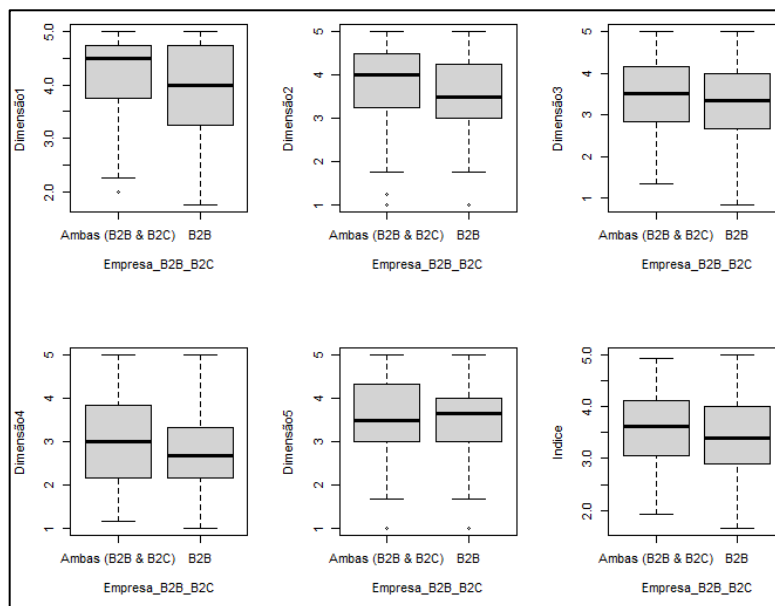 Dimensão1
5.0
4.0
3.0
2.0
Ambas (B2B & B2C) B2B
Empresa_B2B_B2C
Dimensão2
5
4
3
2
1
Ambas (B2B & B2C) B2B
Empresa_B2B_B2C
Dimensão3
5
4
3
2
1
Ambas (B2B & B2C) B2B
Empresa_B2B_B2C
Dimensão4
5
4
3
2
1
Ambas (B2B & B2C) B2B
Empresa_B2B_B2C
Dimensão5
5
4
3
2
1
Ambas (B2B & B2C) B2B
Empresa_B2B_B2C
Indice
5.0
4.0
3.0
2.0
Ambas (B2B & B2C) B2B
Empresa_B2B_B2C